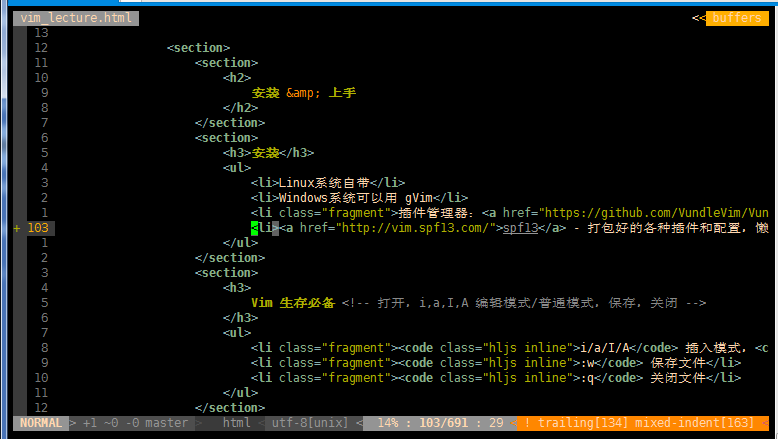 vim_lecture.html << buffers
13
12 <section>
11 <section>
10 <h2>
9 安装 &amp; 上手
8 </h2>
7 </section>
6 <section>
5 <h3>安装</h3>
4 <ul>
3 <li>Linux系统自带</li>
2 <li>Windows系统可以用 gVim</li>
1 <li class="fragment">插件管理器: <a href="https://github.com/VundleVim/Vun
+ 103 <li><a href="http://vim.spf13.com/">spf13</a> - 打包好的各种插件和配置, 懒
1 </ul>
2 </section>
3 <section>
4 <h3>
5 Vim 生存必备 <!-- 打开, i,a,I,A 编辑模式/普通模式, 保存, 关闭 -->
6 </h3>
7 <ul>
8 <li class="fragment"><code class="hljs inline">i/a/I/A</code> 插入模式, <c
9 <li class="fragment"><code class="hljs inline">:w</code> 保存文件</li>
10 <li class="fragment"><code class="hljs inline">:q</code> 关闭文件</li>
11 </ul>
12 </section>
NORMAL > +1 ~0 -0 master > html < utf-8[unix] < 14% : 103/691 : 29 < ! trailing[134] mixed-indent[163] <